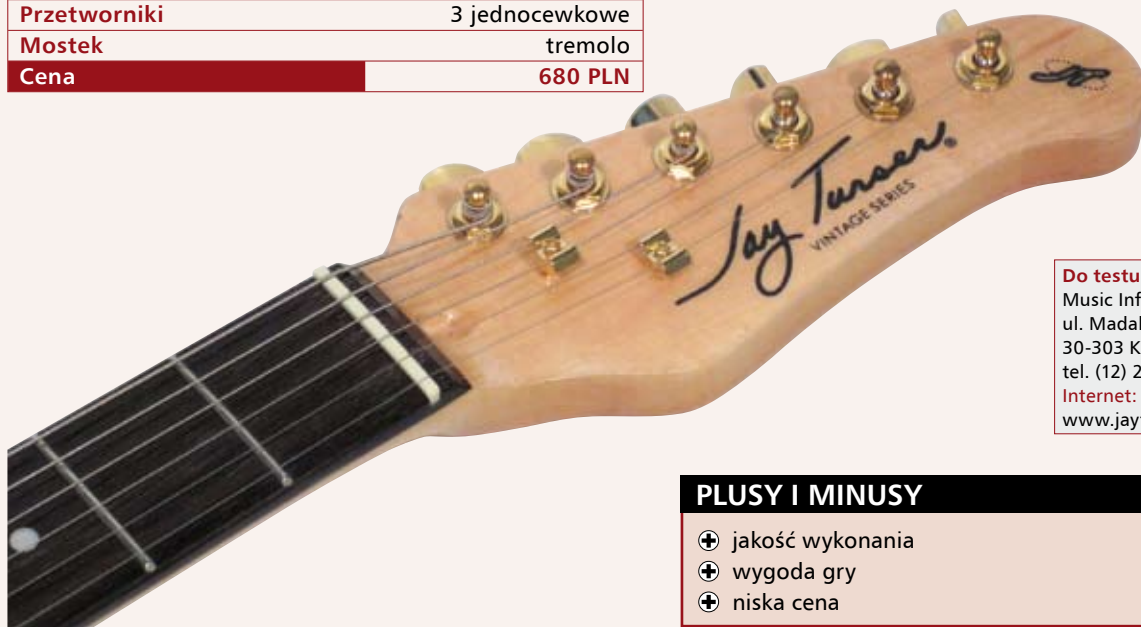 Przetworniki 3 jednocewkowe
Mostek tremolo
Cena 680 PLN
Jay Turser®
VINTAGE SERIES
Do testu
Music Inf
ul. Madal
30-303 K
tel. (12) 2
Internet:
www.jay
PLUSY I MINUSY
jakość wykonania
wygoda gry
niska cena